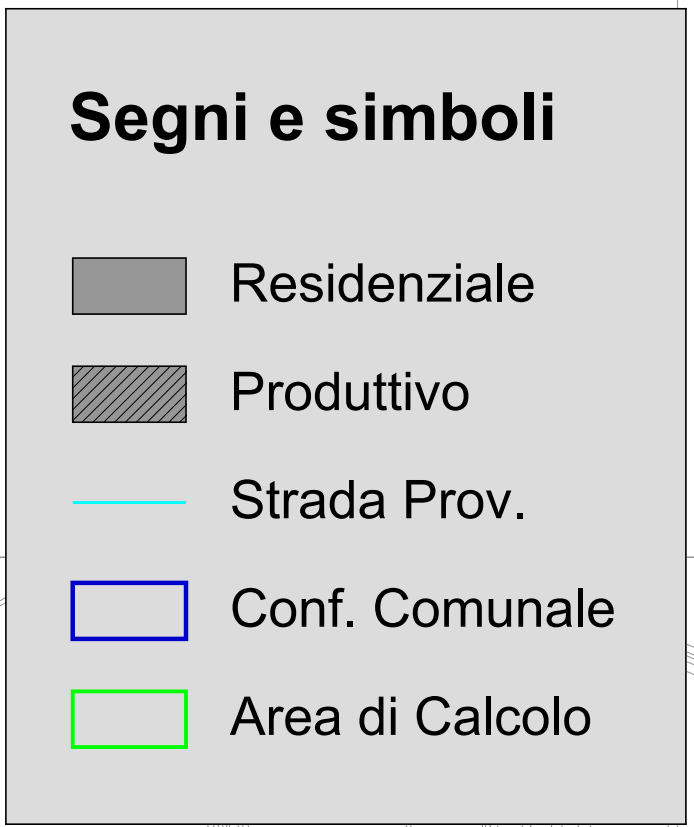 Segni e simboli
Residenziale
Produttivo
Strada Prov.
Conf. Comunale
Area di Calcolo